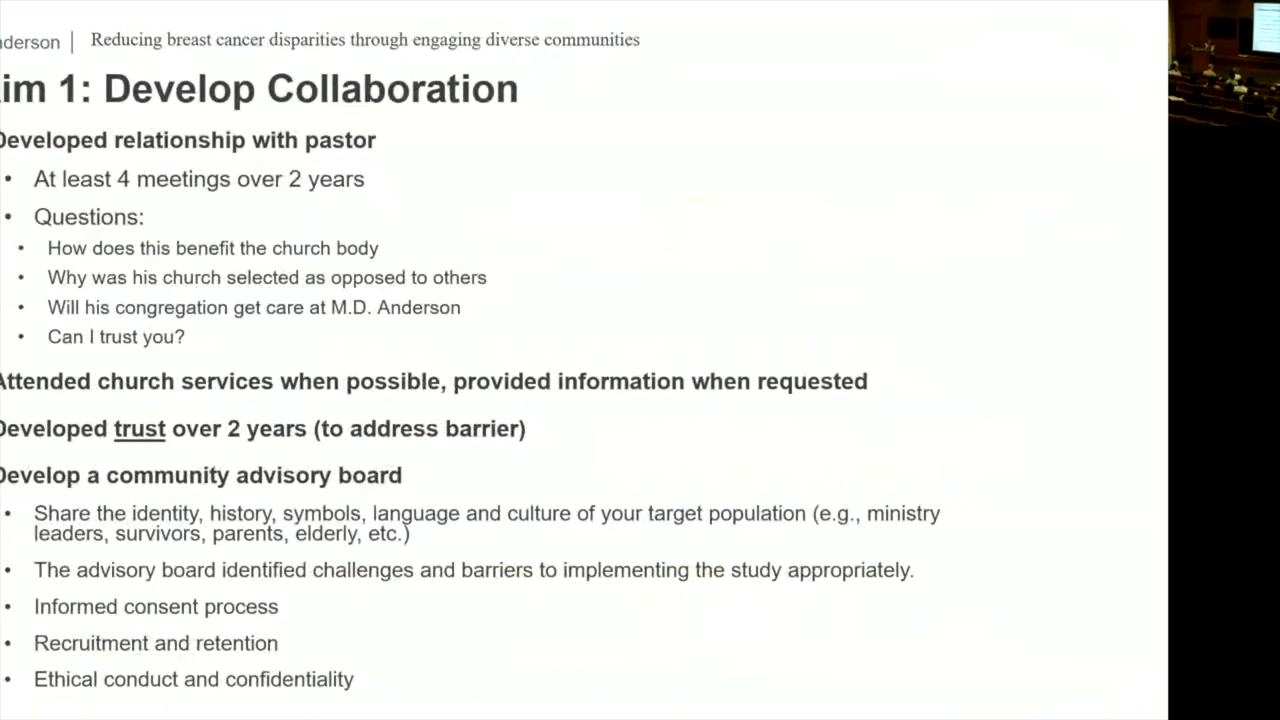 nderson | Reducing breast cancer disparities through engaging diverse communities
im 1: Develop Collaboration
Developed relationship with pastor
• At least 4 meetings over 2 years
• Questions:
• How does this benefit the church body
• Why was his church selected as opposed to others
• Will his congregation get care at M.D. Anderson
• Can I trust you?
Attended church services when possible, provided information when requested
Developed trust over 2 years (to address barrier)
Develop a community advisory board
• Share the identity, history, symbols, language and culture of your target population (e.g., ministry
leaders, survivors, parents, elderly, etc.)
• The advisory board identified challenges and barriers to implementing the study appropriately.
• Informed consent process
• Recruitment and retention
• Ethical conduct and confidentiality